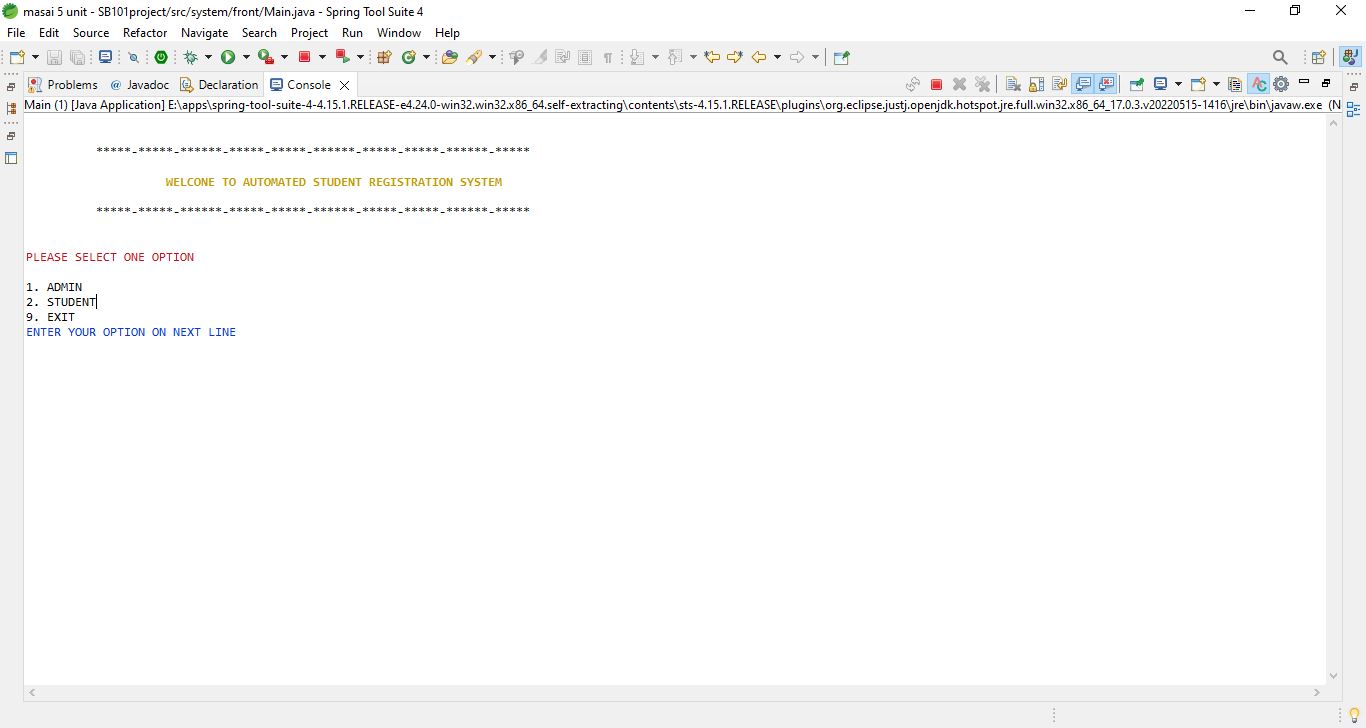 masai 5 unit - SB101project/src/system/front/Main.java - Spring Tool Suite 4
File Edit Source Refactor Navigate Search Project Run Window Help
Problems @ Javadoc Declaration Console
Main (1) [Java Application] E:\apps\spring-tool-suite-4-4.15.1.RELEASE-e4.24.0-win32.win32.x86_64.self-extracting\contents\sts-4.15.1.RELEASE\plugins\org.eclipse.justj.openjdk.hotspot.jre.full.win32.x86_64_17.0.3.v20220515-1416\jre\bin\javaw.exe (N
*****-*****-******-*****-*****-******-*****-*****-******-*****
WELCONE TO AUTOMATED STUDENT REGISTRATION SYSTEM
*****-*****-******-*****-*****-******-*****-*****-******-*****
PLEASE SELECT ONE OPTION
1. ADMIN
2. STUDENT
9. EXIT
ENTER YOUR OPTION ON NEXT LINE